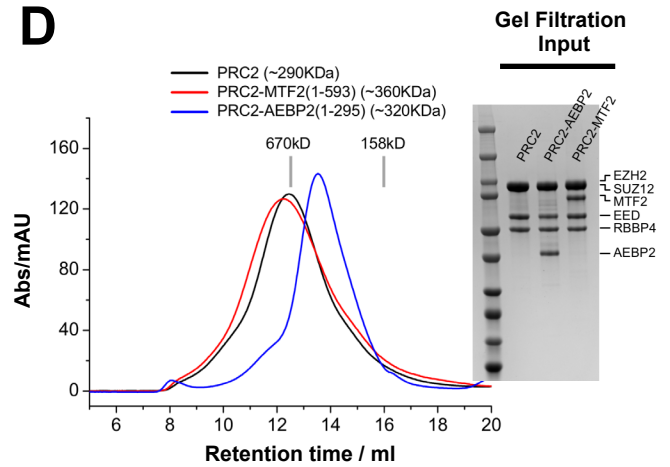 D
Gel Filtration
Input
PRC2 (~290KDa)
PRC2-MTF2(1-593) (~360KDa)
PRC2-AEBP2(1-295) (~320KDa)
670kD
158kD
160
120
80
40
0
Abs/mAU
6 8 10 12 14 16 18 20
Retention time / ml
PRC2
PRC2-AEBP2
PRC2-MTF2
EZH2
SUZ12
MTF2
EED
RBBP4
AEBP2